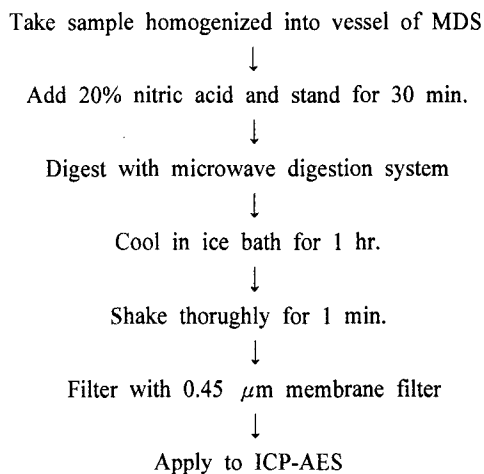 Take sample homogenized into vessel of MDS
↓
Add 20% nitric acid and stand for 30 min.
↓
Digest with microwave digestion system
↓
Cool in ice bath for 1 hr.
↓
Shake thorughly for 1 min.
↓
Filter with 0.45 μm membrane filter
↓
Apply to ICP-AES